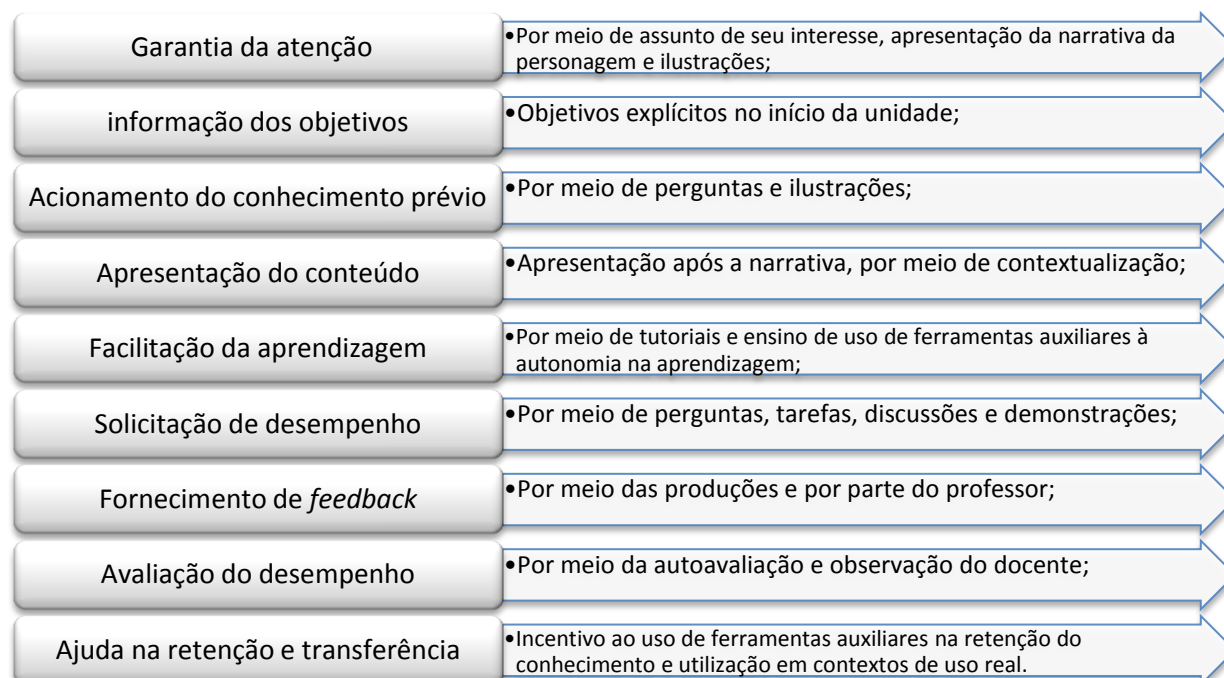 Garantia da atenção
•Por meio de assunto de seu interesse, apresentação da narrativa da
personagem e ilustrações;
informação dos objetivos
•Objetivos explícitos no início da unidade;
Acionamento do conhecimento prévio
•Por meio de perguntas e ilustrações;
Apresentação do conteúdo
•Apresentação após a narrativa, por meio de contextualização;
Facilitação da aprendizagem
•Por meio de tutoriais e ensino de uso de ferramentas auxiliares à
autonomia na aprendizagem;
Solicitação de desempenho
•Por meio de perguntas, tarefas, discussões e demonstrações;
Fornecimento de feedback
•Por meio das produções e por parte do professor;
Avaliação do desempenho
•Por meio da autoavaliação e observação do docente;
Ajuda na retenção e transferência
•Incentivo ao uso de ferramentas auxiliares na retenção do
conhecimento e utilização em contextos de uso real.